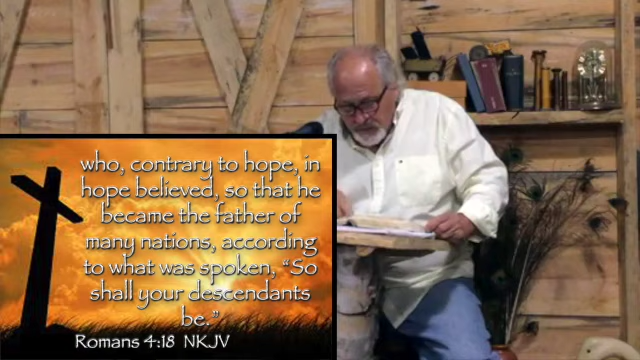 who, contrary to hope, in
hope believed, so that he
became the father of
many nations, according
to what was spoken, “So
shall your descendants
be.”
Romans 4:18 NKJV